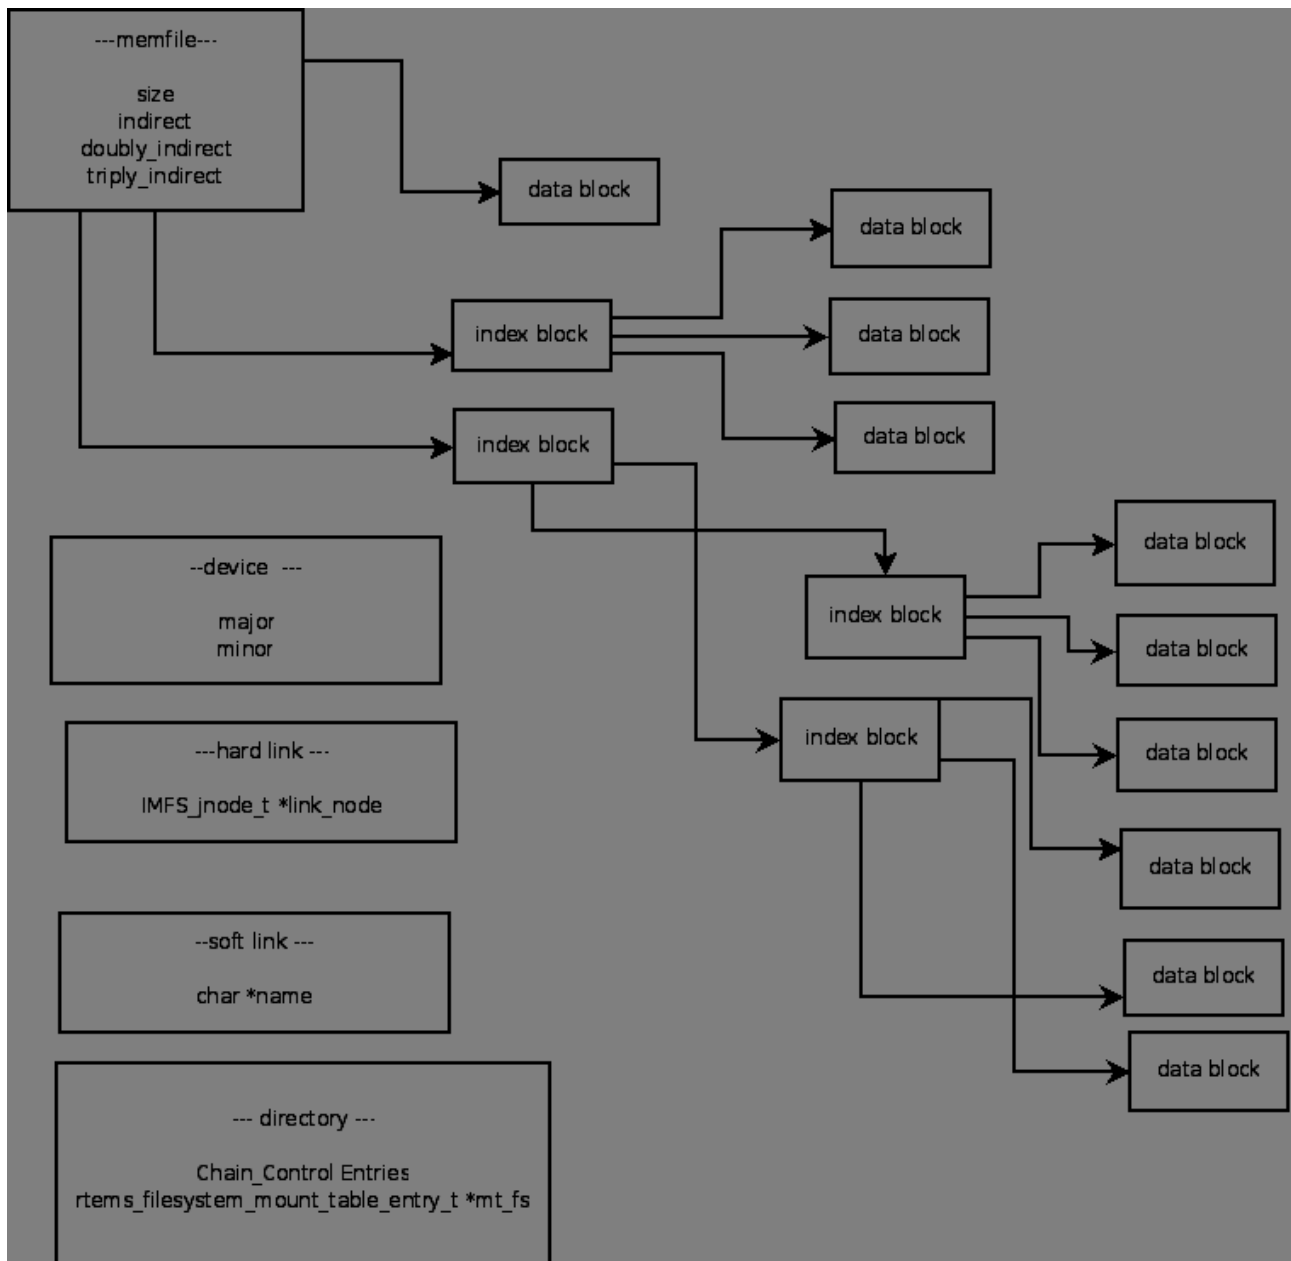 ---memfile---
size
indirect
doubly_indirect
triply_indirect
data block
data block
index block
data block
data block
index block
data block
--device ---
major
minor
index block
data block
data block
---hard link ---
IMFS_jnode_t *link_node
index block
data block
data block
--soft link ---
char *name
data block
--- directory ---
Chain_Control Entries
rtems_filesystem_mount_table_entry_t *mt_fs